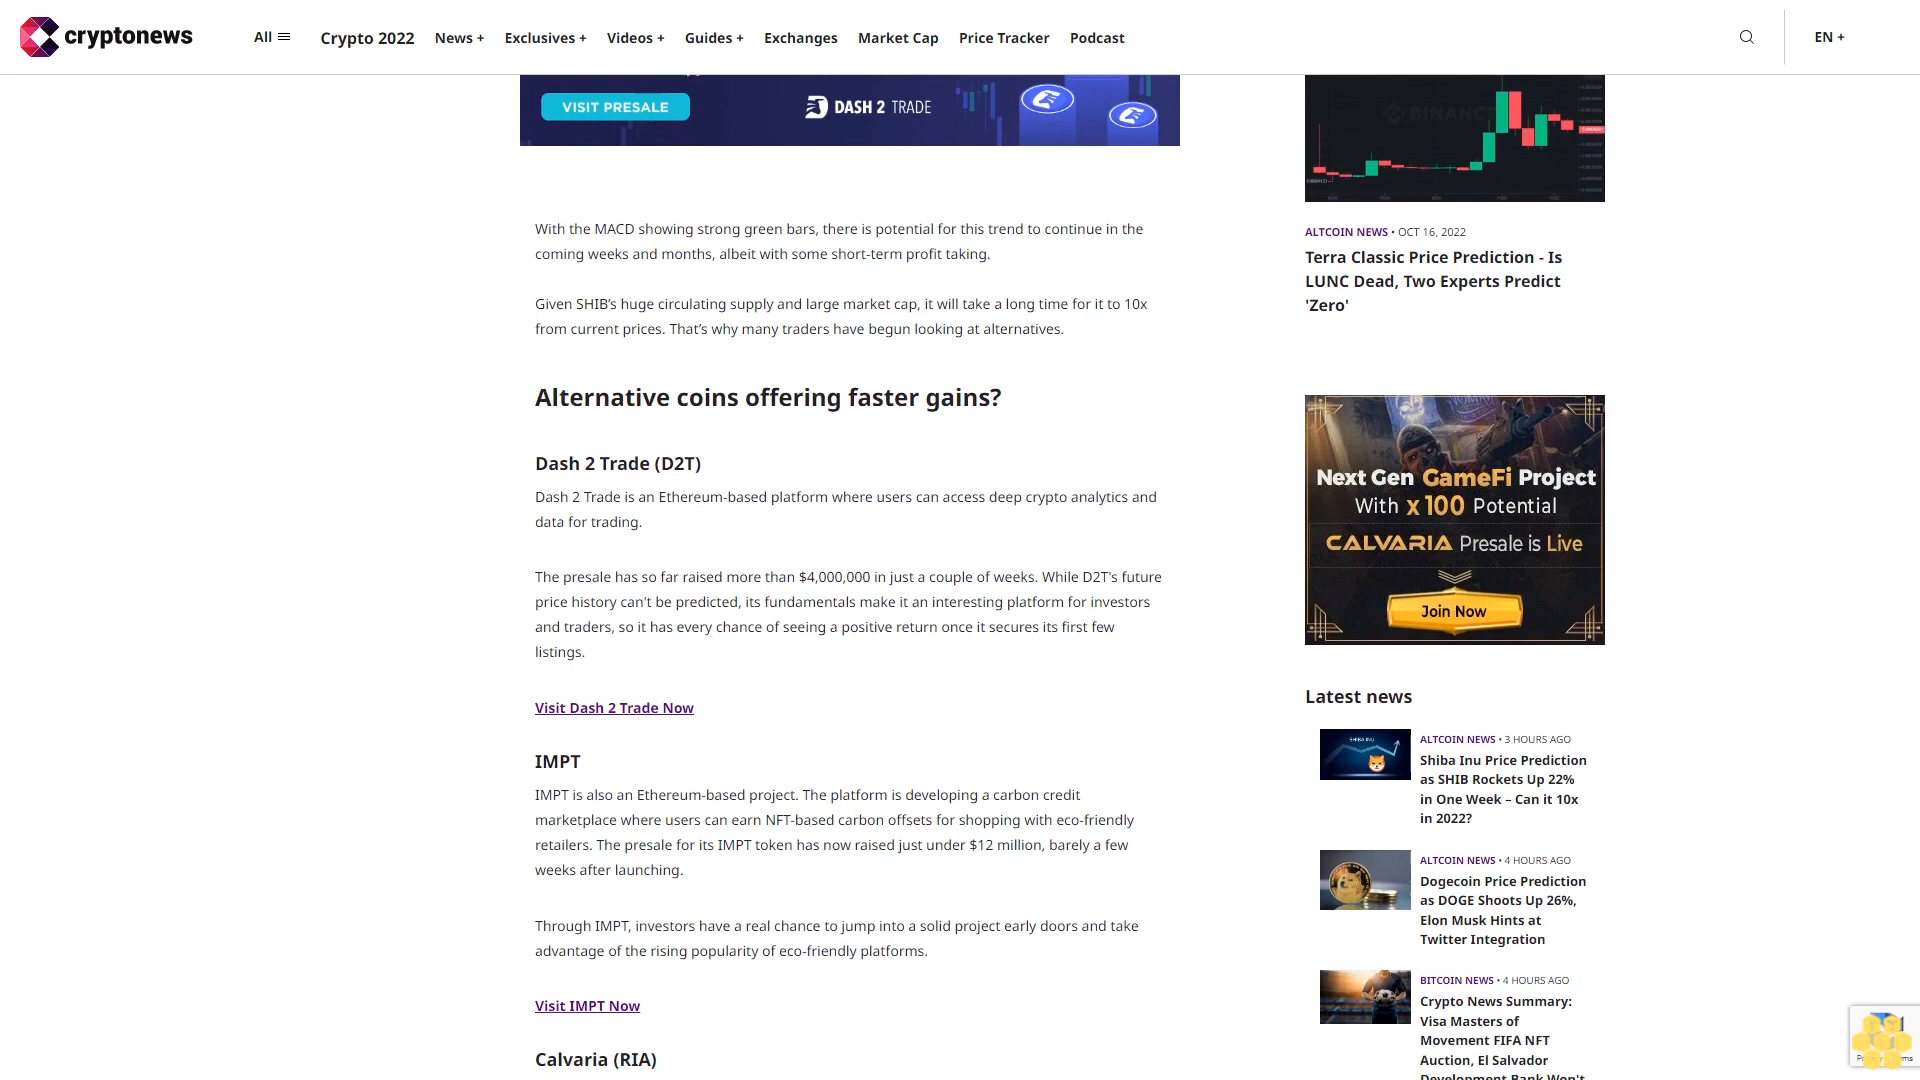 cryptonews
All
Crypto 2022
News +
Exclusives +
Videos +
Guides +
Exchanges
Market Cap
Price Tracker
Podcast
EN +
VISIT PRESALE
DASH 2 TRADE
With the MACD showing strong green bars, there is potential for this trend to continue in the
coming weeks and months, albeit with some short-term profit taking.
Given SHIB’s huge circulating supply and large market cap, it will take a long time for it to 10x
from current prices. That’s why many traders have begun looking at alternatives.
Alternative coins offering faster gains?
Dash 2 Trade (D2T)
Dash 2 Trade is an Ethereum-based platform where users can access deep crypto analytics and
data for trading.
The presale has so far raised more than $4,000,000 in just a couple of weeks. While D2T's future
price history can't be predicted, its fundamentals make it an interesting platform for investors
and traders, so it has every chance of seeing a positive return once it secures its first few
listings.
Visit Dash 2 Trade Now
IMPT
IMPT is also an Ethereum-based project. The platform is developing a carbon credit
marketplace where users can earn NFT-based carbon offsets for shopping with eco-friendly
retailers. The presale for its IMPT token has now raised just under $12 million, barely a few
weeks after launching.
Through IMPT, investors have a real chance to jump into a solid project early doors and take
advantage of the rising popularity of eco-friendly platforms.
Visit IMPT Now
Calvaria (RIA)
ALTCOIN NEWS • OCT 16, 2022
Terra Classic Price Prediction - Is
LUNC Dead, Two Experts Predict
'Zero'
Next Gen GameFi Project
With x 100 Potential
CALVARIA Presale is Live
Join Now
Latest news
SHIBA INU
ALTCOIN NEWS • 3 HOURS AGO
Shiba Inu Price Prediction
as SHIB Rockets Up 22%
in One Week – Can it 10x
in 2022?
ALTCOIN NEWS • 4 HOURS AGO
Dogecoin Price Prediction
as DOGE Shoots Up 26%,
Elon Musk Hints at
Twitter Integration
BITCOIN NEWS • 4 HOURS AGO
Crypto News Summary:
Visa Masters of
Movement FIFA NFT
Auction, El Salvador
Development Bank Won't